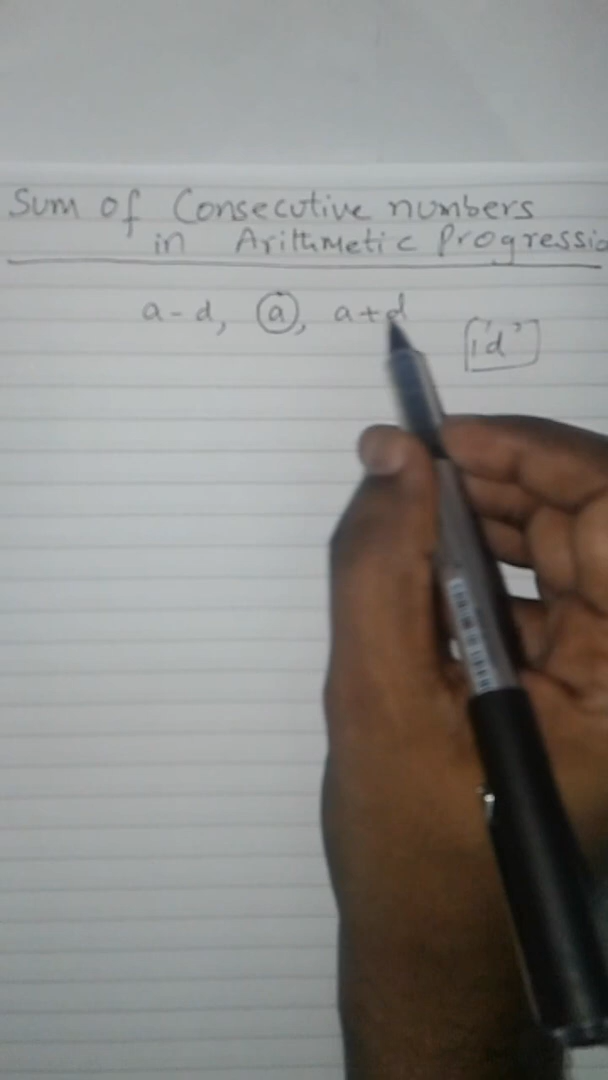 Sum of Consecutive numbers
in Arithmetic Progressio
a - d, a, a + d
'd'